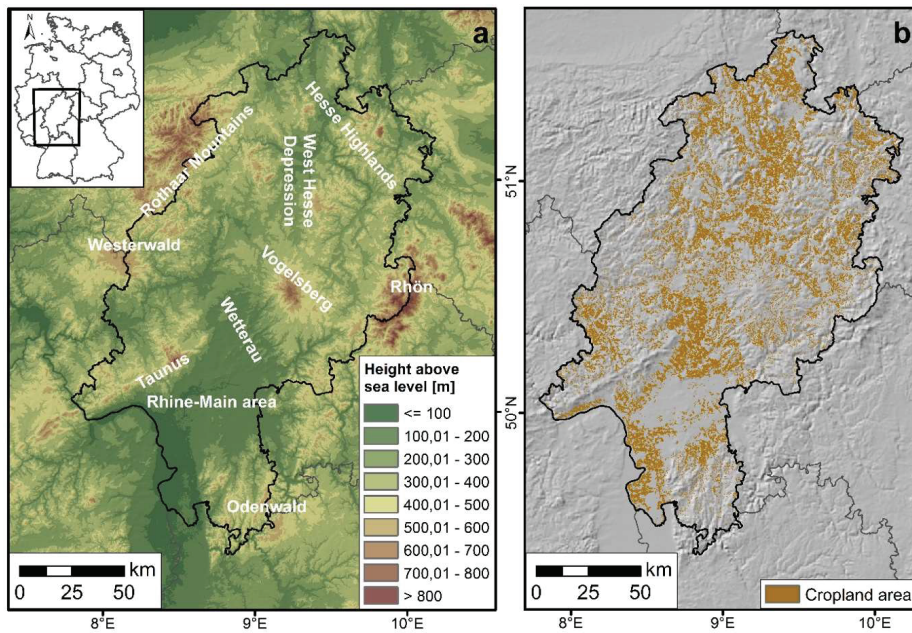 N
a
Rothaar Mountains
West Hesse
Depression
Hesse Highlands
Westerwald
Vogelsberg
Rhön
Wetterau
Taunus
Rhine-Main area
Odenwald
Height above
sea level [m]
<= 100
100,01 - 200
200,01 - 300
300,01 - 400
400,01 - 500
500,01 - 600
600,01 - 700
700,01 - 800
> 800
km
0 25 50
8°E 9°E 10°E
51°N
50°N
b
km
0 25 50
Cropland area
8°E 9°E 10°E